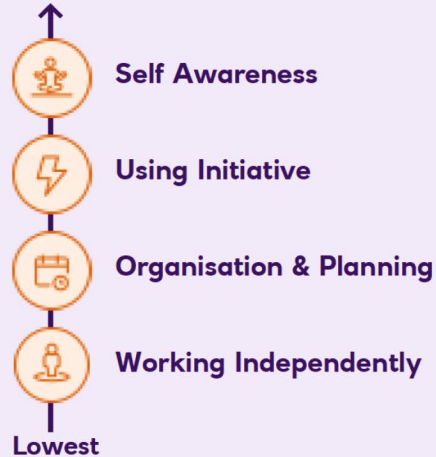 Self Awareness
Using Initiative
Organisation & Planning
Working Independently
Lowest